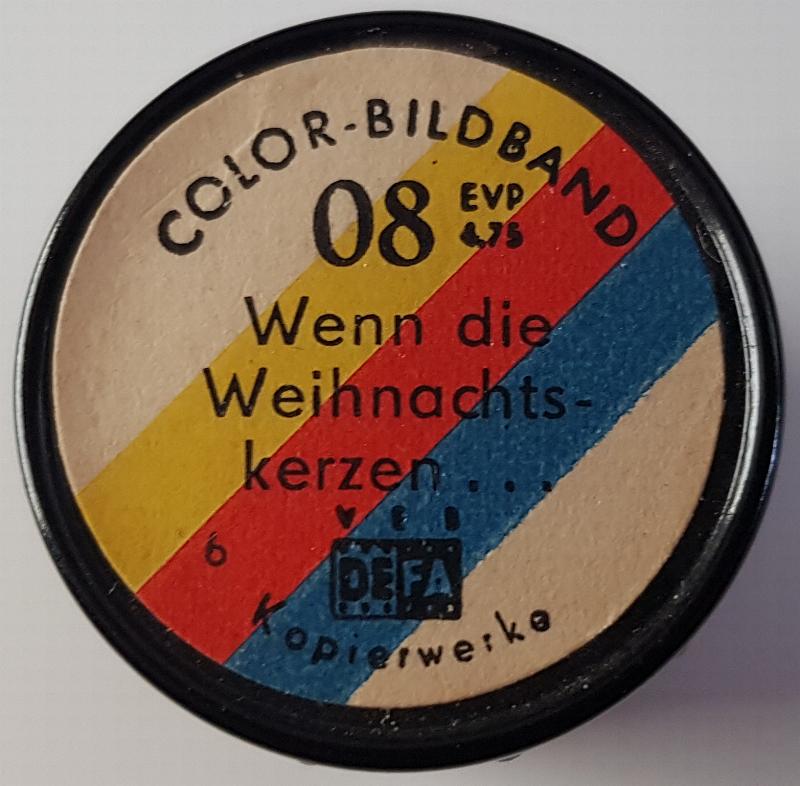 COLOR-BILDBAND
08 EVP
4,75
Wenn die
Weihnachts-
kerzen...
6
VEB
DEFA
Kopierwerke